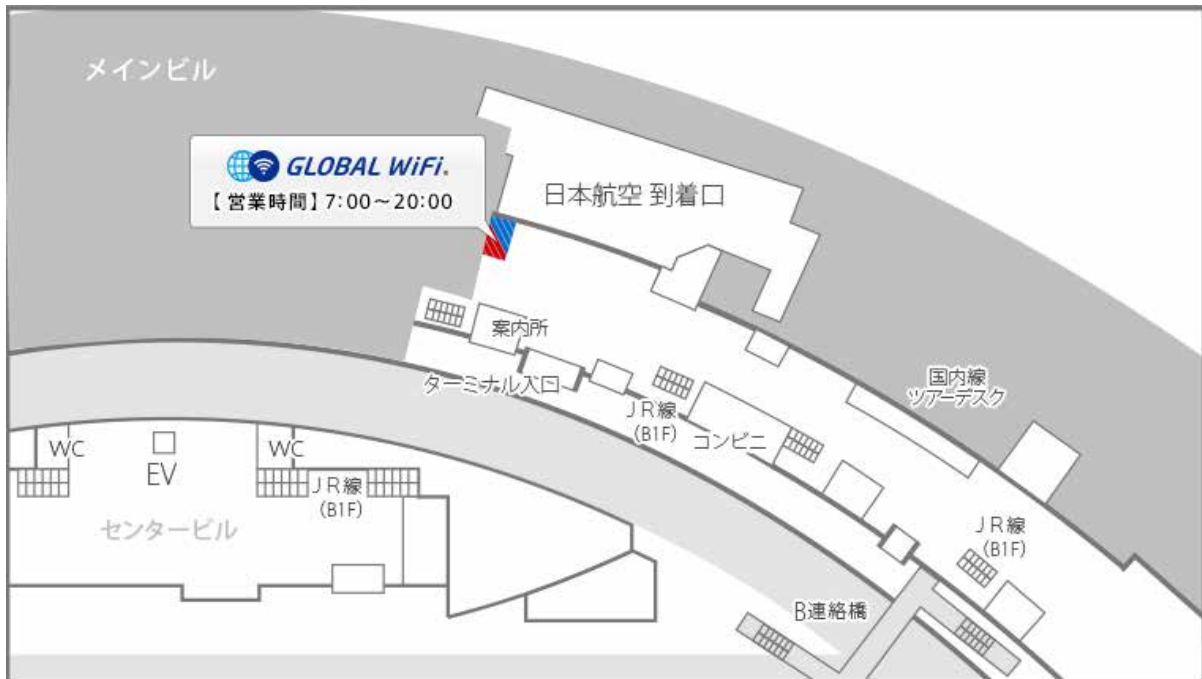 メインビル
GLOBAL WiFi.
【 営業時間 】 7:00～20:00
日本航空 到着口
案内所
ターミナル入口
国内線
ツアーデスク
JR線
(B1F)
コンビニ
WC
EV
WC
JR線
(B1F)
センタービル
JR線
(B1F)
B連絡橋